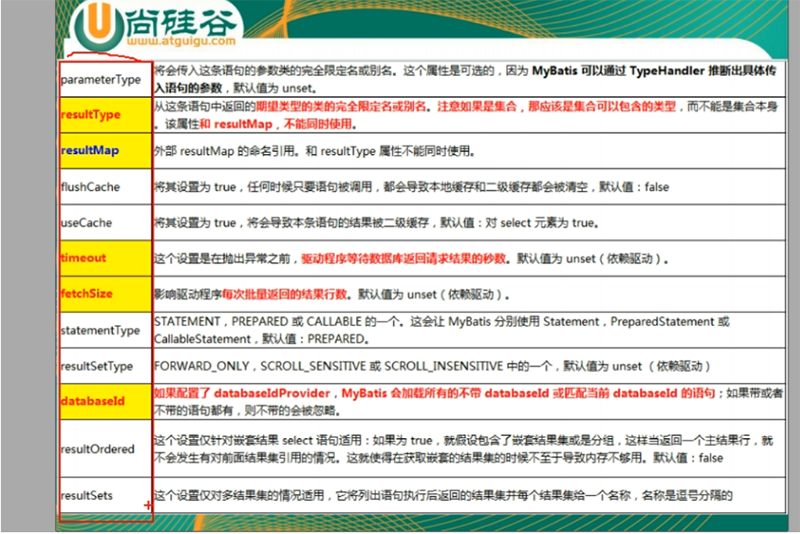 尚硅谷
www.atguigu.com
parameterType
将会传入这条语句的参数类的完全限定名或别名。这个属性是可选的，因为 MyBatis 可以通过 TypeHandler 推断出具体传
入语句的参数，默认值为 unset。
resultType
从这条语句中返回的期望类型的类的完全限定名或别名。注意如果是集合，那应该是集合可以包含的类型，而不能是集合本身
。该属性和 resultMap，不能同时使用。
resultMap
外部 resultMap 的命名引用。和 resultType 属性不能同时使用。
flushCache
将其设置为 true，任何时候只要语句被调用，都会导致本地缓存和二级缓存都会被清空，默认值：false
useCache
将其设置为 true，将会导致本条语句的结果被二级缓存，默认值：对 select 元素为 true。
timeout
这个设置是在抛出异常之前，驱动程序等待数据库返回请求结果的秒数。默认值为 unset（依赖驱动）。
fetchSize
影响驱动程序每次批量返回的结果行数。默认值为 unset（依赖驱动）。
statementType
STATEMENT，PREPARED 或 CALLABLE 的一个。这会让 MyBatis 分别使用 Statement，PreparedStatement 或
CallableStatement，默认值：PREPARED。
resultSetType
FORWARD_ONLY，SCROLL_SENSITIVE 或 SCROLL_INSENSITIVE 中的一个，默认值为 unset （依赖驱动）
databaseId
如果配置了 databaseIdProvider，MyBatis 会加载所有的不带 databaseId 或匹配当前 databaseId 的语句；如果带或者
不带的语句都有，则不带的会被忽略。
resultOrdered
这个设置仅针对嵌套结果 select 语句适用：如果为 true，就假设包含了嵌套结果集或是分组，这样当返回一个主结果行，就
不会发生有对前面结果集引用的情况。这就使得在获取嵌套的结果集的时候不至于导致内存不够用。默认值：false
resultSets
这个设置仅对多结果集的情况适用，它将列出语句执行后返回的结果集并每个结果集给一个名称，名称是逗号分隔的